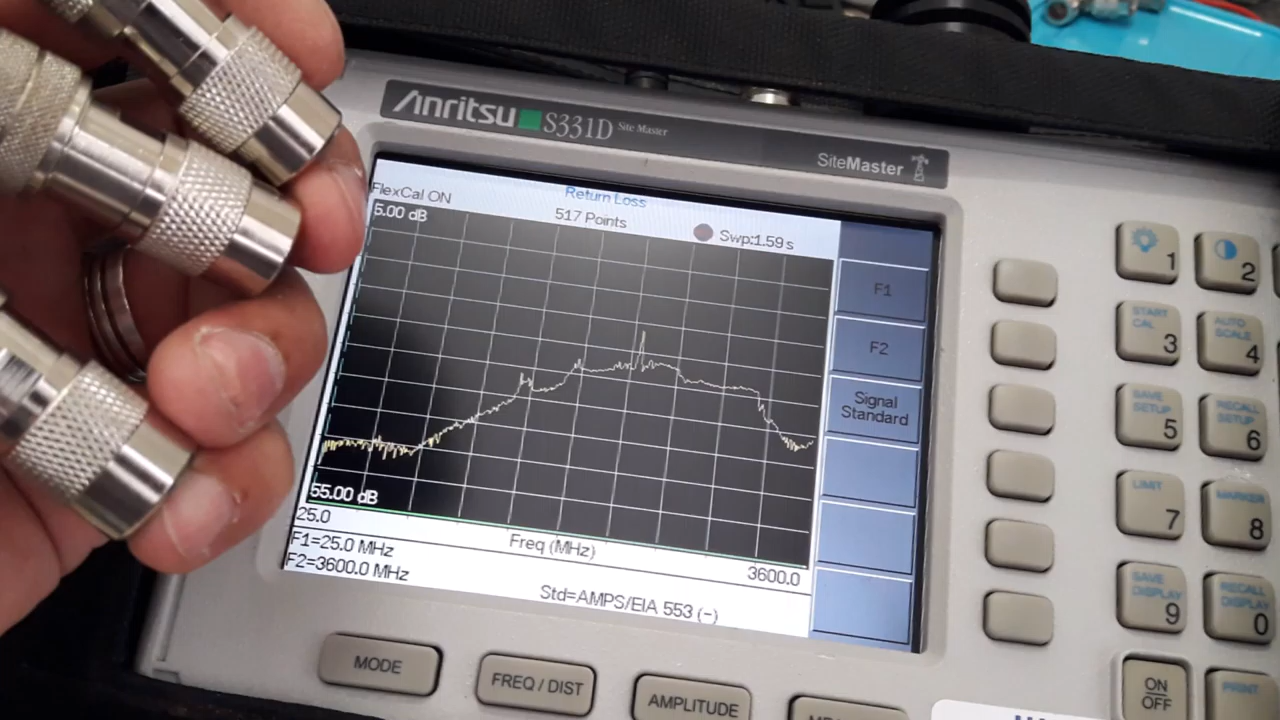 Anritsu S331D Site Master
SiteMaster
FlexCal ON
Return Loss
5.00 dB
517 Points
Swp:1.59 s
F1
F2
Signal
Standard
55.00 dB
25.0
Freq (MHz)
3600.0
F1=25.0 MHz
F2=3600.0 MHz
Std=AMPS/EIA 553 (-)
1
2
START
CAL
3
AUTO
SCALE
4
SAVE
SETUP
5
RECALL
SETUP
6
LIMIT
7
MARKER
8
SAVE
DISPLAY
9
RECALL
DISPLAY
0
ON
OFF
PRINT
MODE
FREQ / DIST
AMPLITUDE